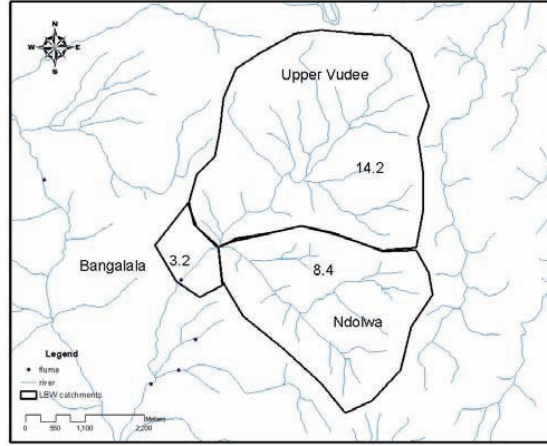 N
W E
S
Upper Vudee
14.2
3.2
Bangalala
8.4
Ndolwa
Legend
flume
river
LBW catchments
Meters
0 550 1,100 2,200